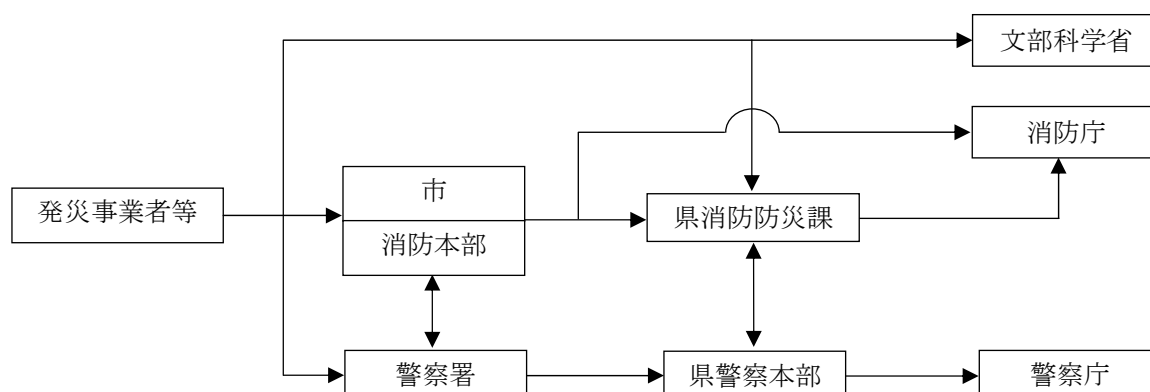 文部科学省
消防庁
市
発災事業者等
県消防防災課
消防本部
警察署
県警察本部
警察庁